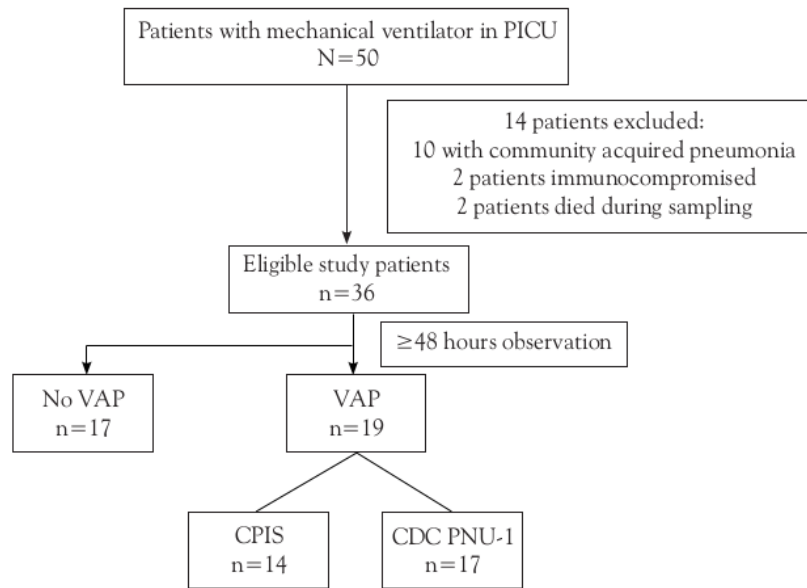 Patients with mechanical ventilator in PICU
N=50
14 patients excluded:
10 with community acquired pneumonia
2 patients immunocompromised
2 patients died during sampling
Eligible study patients
n=36
≥48 hours observation
No VAP
n=17
VAP
n=19
CPIS
n=14
CDC PNU-1
n=17